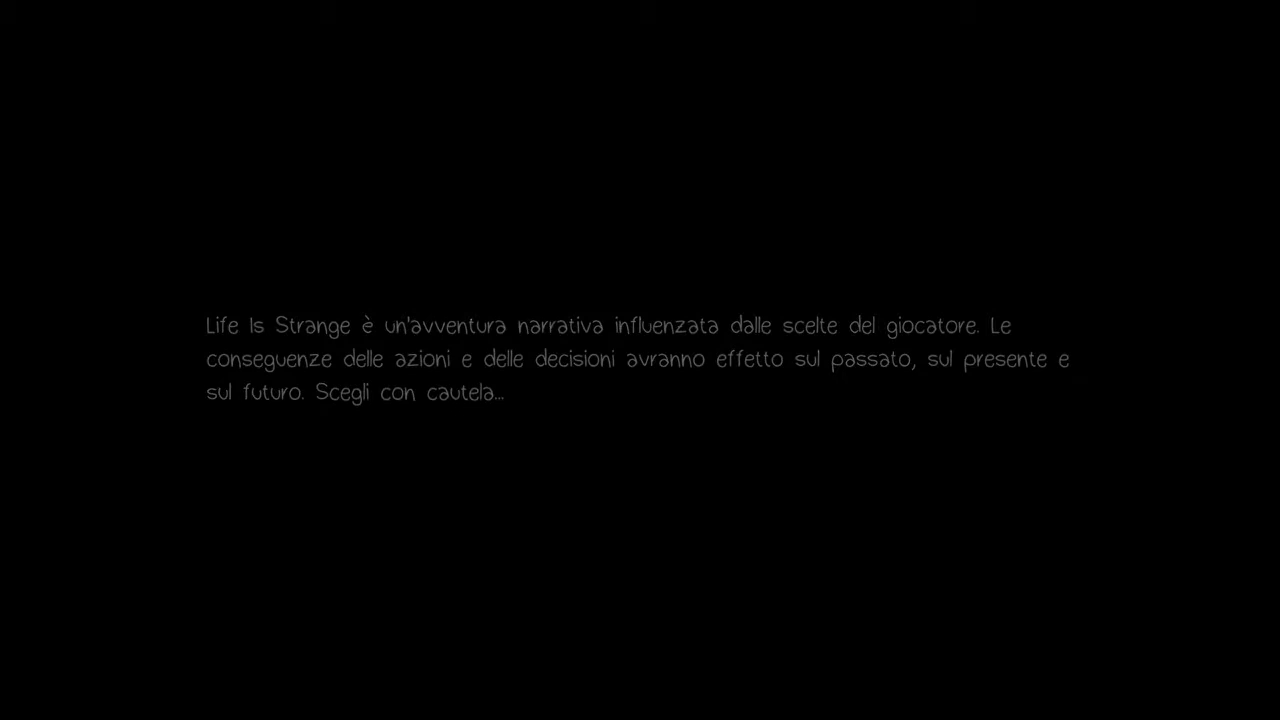 Life Is Strange è un'avventura narrativa influenzata dalle scelte del giocatore. Le
conseguenze delle azioni e delle decisioni avranno effetto sul passato, sul presente e
sul futuro. Scegli con cautela...